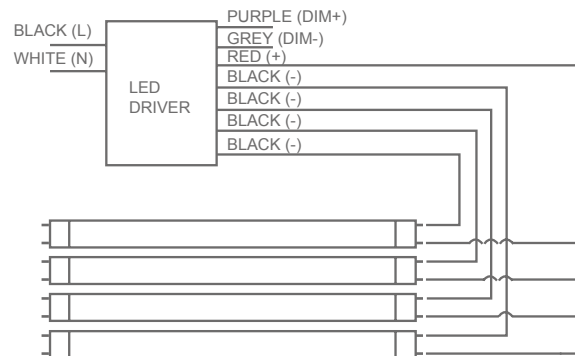 PURPLE (DIM+)
BLACK (L)
GREY (DIM-)
WHITE (N)
RED (+)
BLACK (-)
LED
DRIVER
BLACK (-)
BLACK (-)
BLACK (-)